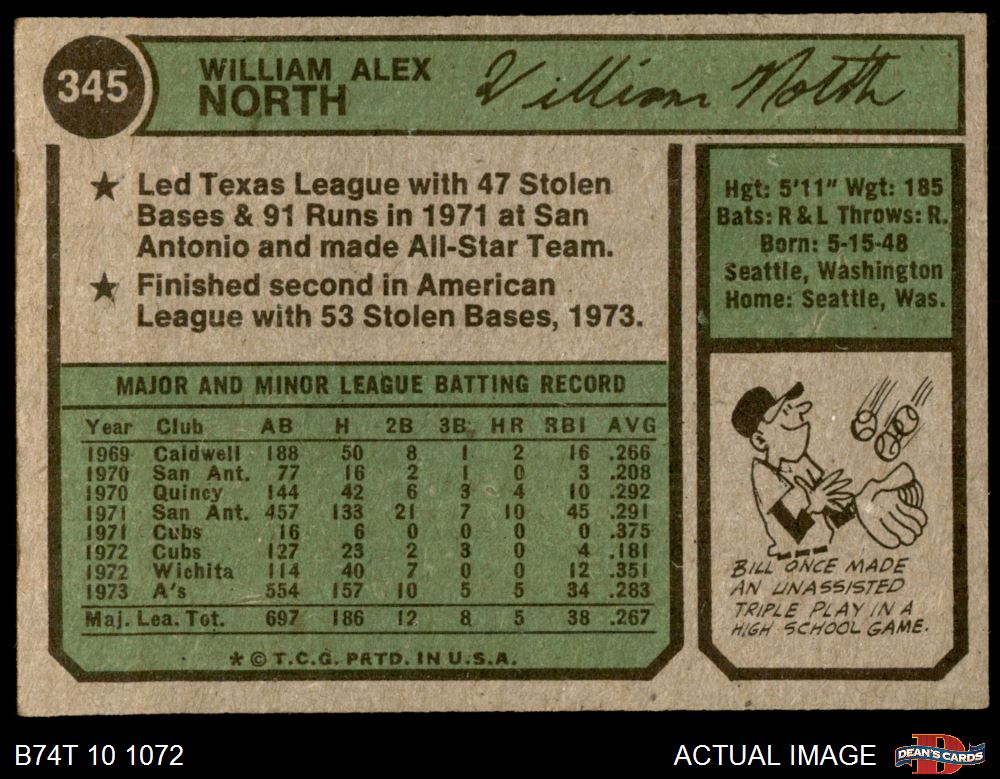 345
WILLIAM ALEX
NORTH
William North
★ Led Texas League with 47 Stolen
Bases & 91 Runs in 1971 at San
Antonio and made All-Star Team.
★ Finished second in American
League with 53 Stolen Bases, 1973.
Hgt: 5'11" Wgt: 185
Bats: R & L Throws: R.
Born: 5-15-48
Seattle, Washington
Home: Seattle, Was.
MAJOR AND MINOR LEAGUE BATTING RECORD
Year Club AB H 2B 3B HR RBI AVG
1969 Caldwell 188 50 8 1 2 16 .266
1970 San Ant. 77 16 2 1 0 3 .208
1970 Quincy 144 42 6 3 4 10 .292
1971 San Ant. 457 133 21 7 10 45 .291
1971 Cubs 16 6 0 0 0 0 .375
1972 Cubs 127 23 2 3 0 4 .181
1972 Wichita 114 40 7 0 0 12 .351
1973 A's 554 157 10 5 5 34 .283
Maj. Lea. Tot. 697 186 12 8 5 38 .267
* © T.C.G. PRTD. IN U.S.A.
BILL ONCE MADE
AN UNASSISTED
TRIPLE PLAY IN A
HIGH SCHOOL GAME.
B74T 10 1072
ACTUAL IMAGE
DEAN'S CARDS